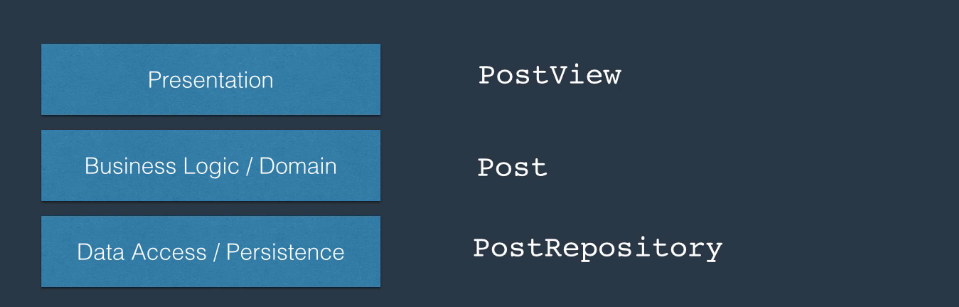 Presentation PostView
Business Logic / Domain Post
Data Access / Persistence PostRepository